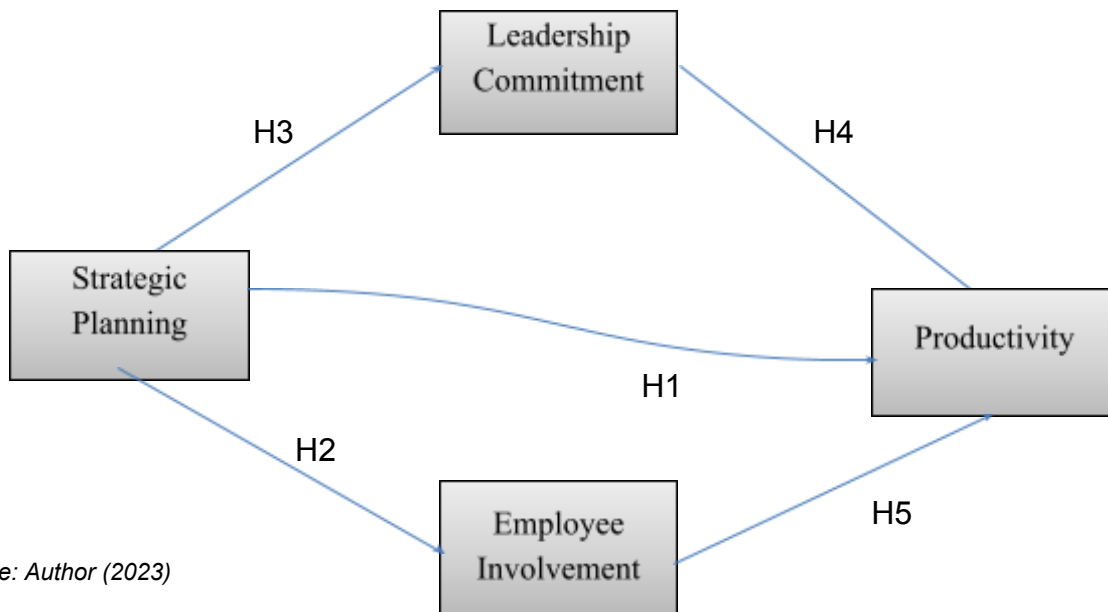 Leadership
Commitment
H3
H4
Strategic
Planning
Productivity
H1
H2
Employee
Involvement
H5
e: Author (2023)